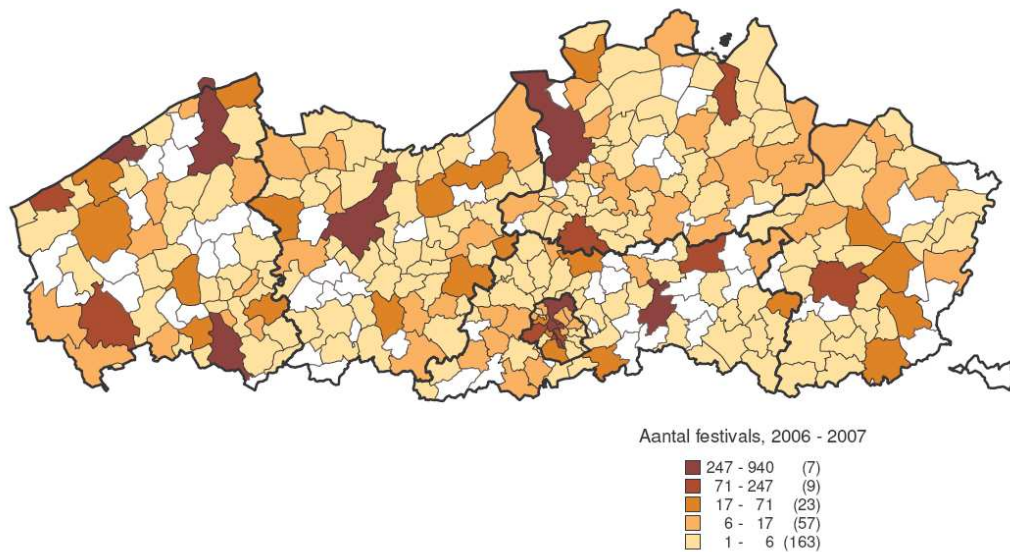 Aantal festivals, 2006 - 2007
247 - 940 (7)
71 - 247 (9)
17 - 71 (23)
6 - 17 (57)
1 - 6 (163)